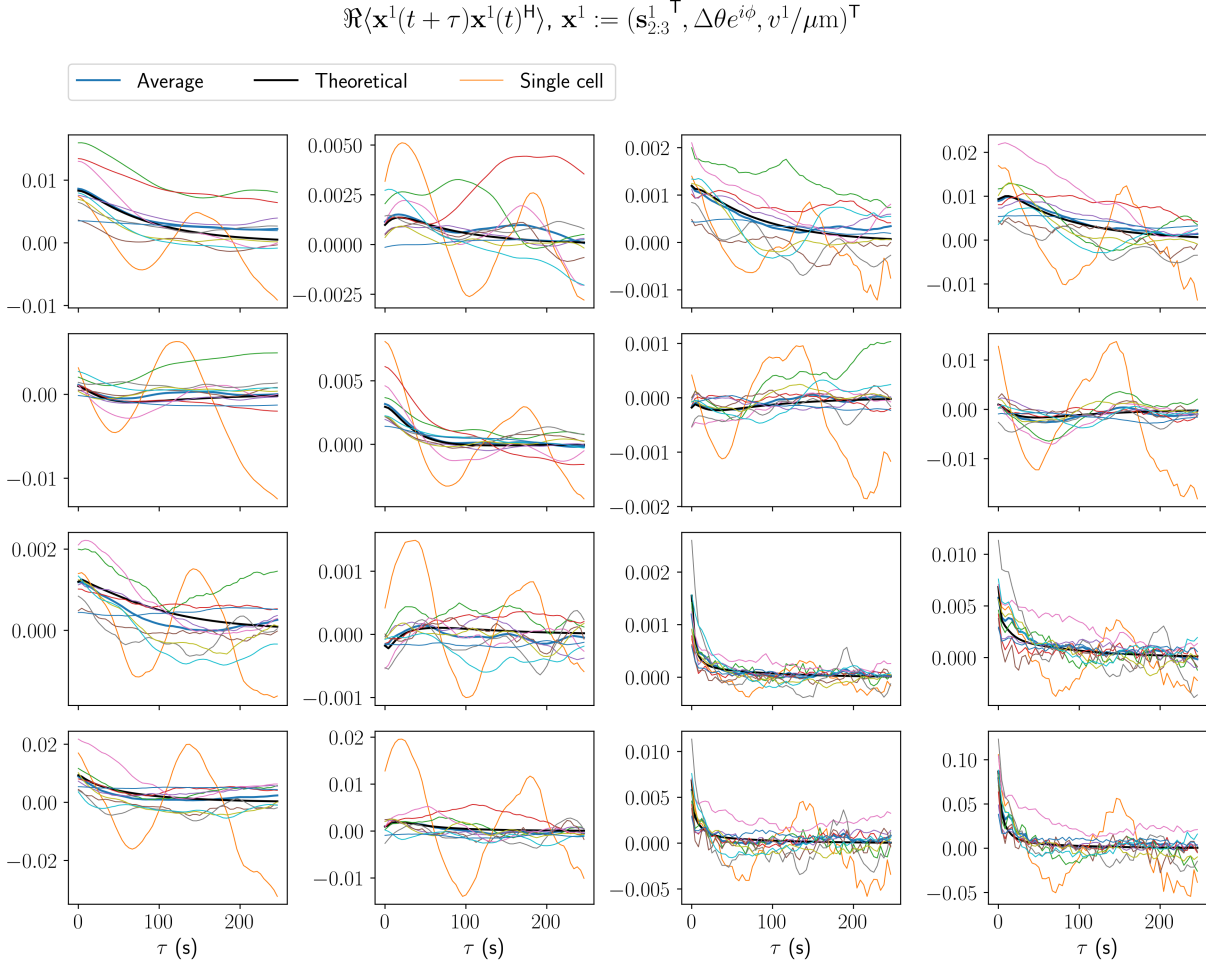 ℜ⟨𝐱¹(t + τ)𝐱¹(t)ᴴ⟩, 𝐱¹ := (𝐬¹₂:₃ᵀ, Δθe^{iϕ}, v¹/μm)ᵀ
Average Theoretical Single cell
0.01 0.00 −0.01
0.0050 0.0025 0.0000 −0.0025
0.002 0.001 0.000 −0.001
0.02 0.01 0.00 −0.01
0.00 −0.01
0.005 0.000
0.001 0.000 −0.001 −0.002
0.01 0.00 −0.01
0.002 0.000
0.001 0.000 −0.001
0.002 0.001 0.000
0.010 0.005 0.000
0.02 0.00 −0.02
0.02 0.01 0.00 −0.01
0.010 0.005 0.000 −0.005
0.10 0.05 0.00 −0.05
0 100 200 0 100 200 0 100 200 0 100 200
τ (s) τ (s) τ (s) τ (s)